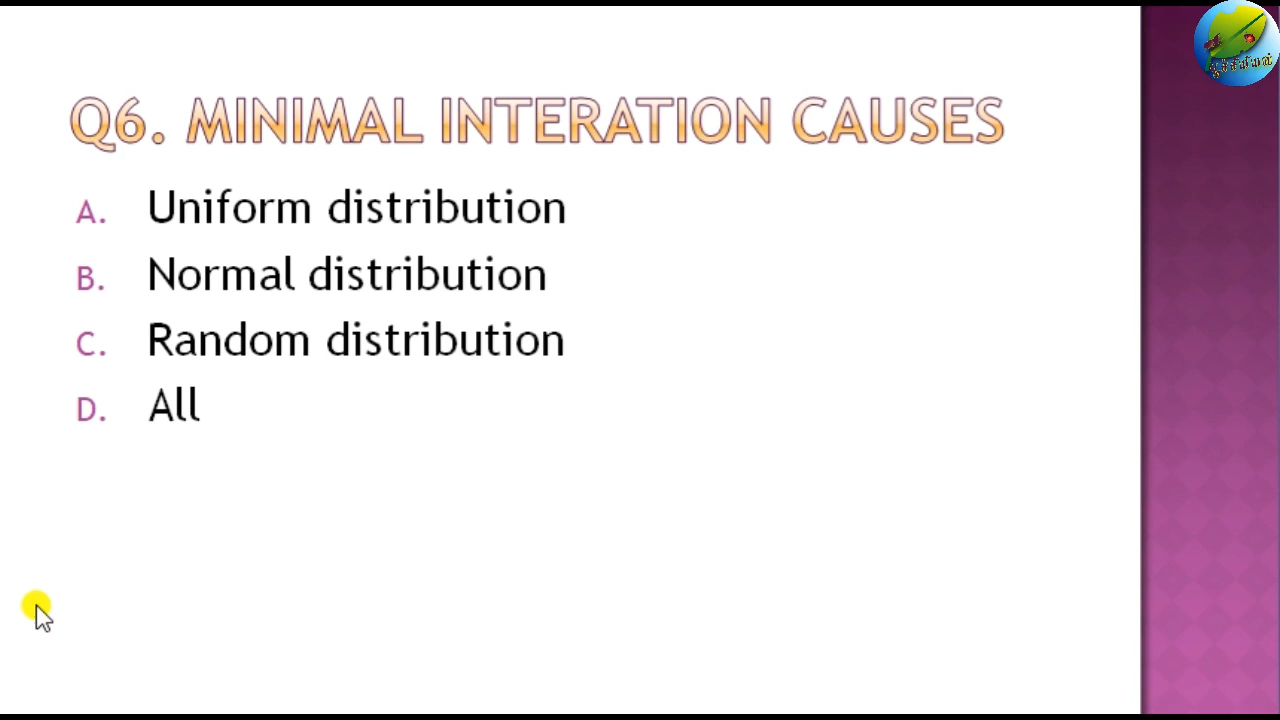 Q6. MINIMAL INTERATION CAUSES
A. Uniform distribution
B. Normal distribution
C. Random distribution
D. All